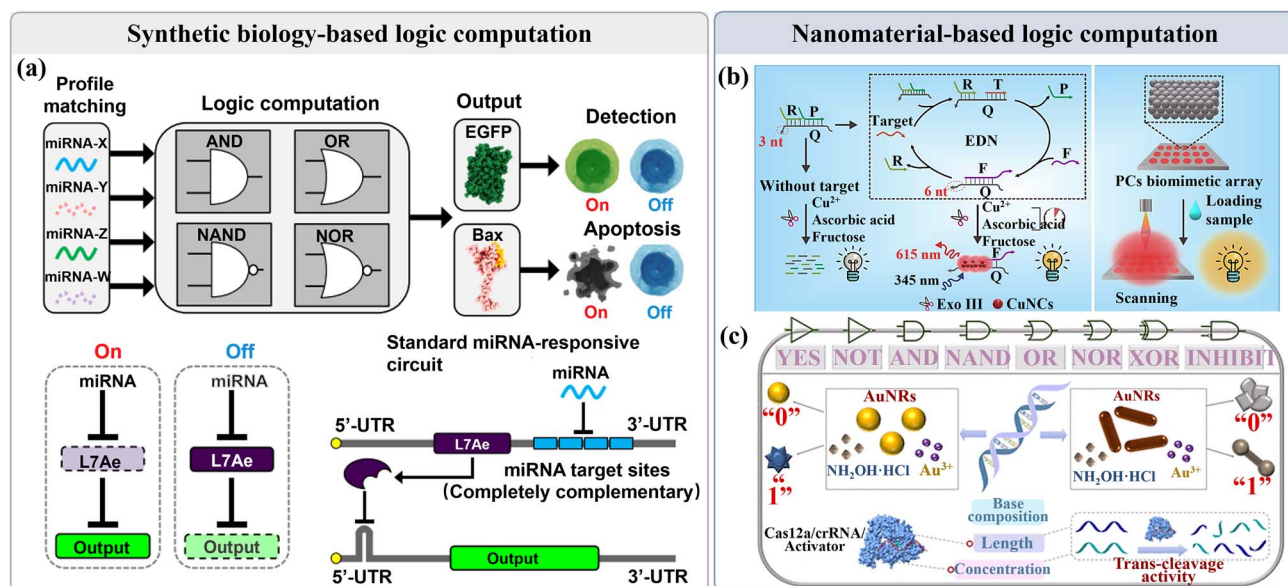 Synthetic biology-based logic computation
(a)
Profile
matching
miRNA-X
miRNA-Y
miRNA-Z
miRNA-W
Logic computation
AND
OR
NAND
NOR
Output
EGFP
Bax
Detection
On
Off
Apoptosis
On
Off
On
miRNA
L7Ae
Output
Off
miRNA
L7Ae
Output
Standard miRNA-responsive
circuit
miRNA
5'-UTR
3'-UTR
L7Ae
miRNA target sites
(Completely complementary)
Output
5'-UTR
3'-UTR
Nanomaterial-based logic computation
(b)
R P
Q
3 nt
Without target
Cu²⁺
Ascorbic acid
Fructose
R T
Q
P
Target
EDN
R
F
F
6 nt
Q
Cu²⁺
Ascorbic acid
Fructose
615 nm
F
345 nm
Q
Exo III
CuNCs
PCs biomimetic array
Loading
sample
Scanning
(c)
YES NOT AND NAND OR NOR XOR INHIBIT
"0"
"1"
AuNRs
NH₂OH·HCl
Au³⁺
AuNRs
NH₂OH·HCl
Au³⁺
"0"
"1"
Base
composition
Cas12a/crRNA/
Activator
Length
Concentration
Trans-cleavage
activity